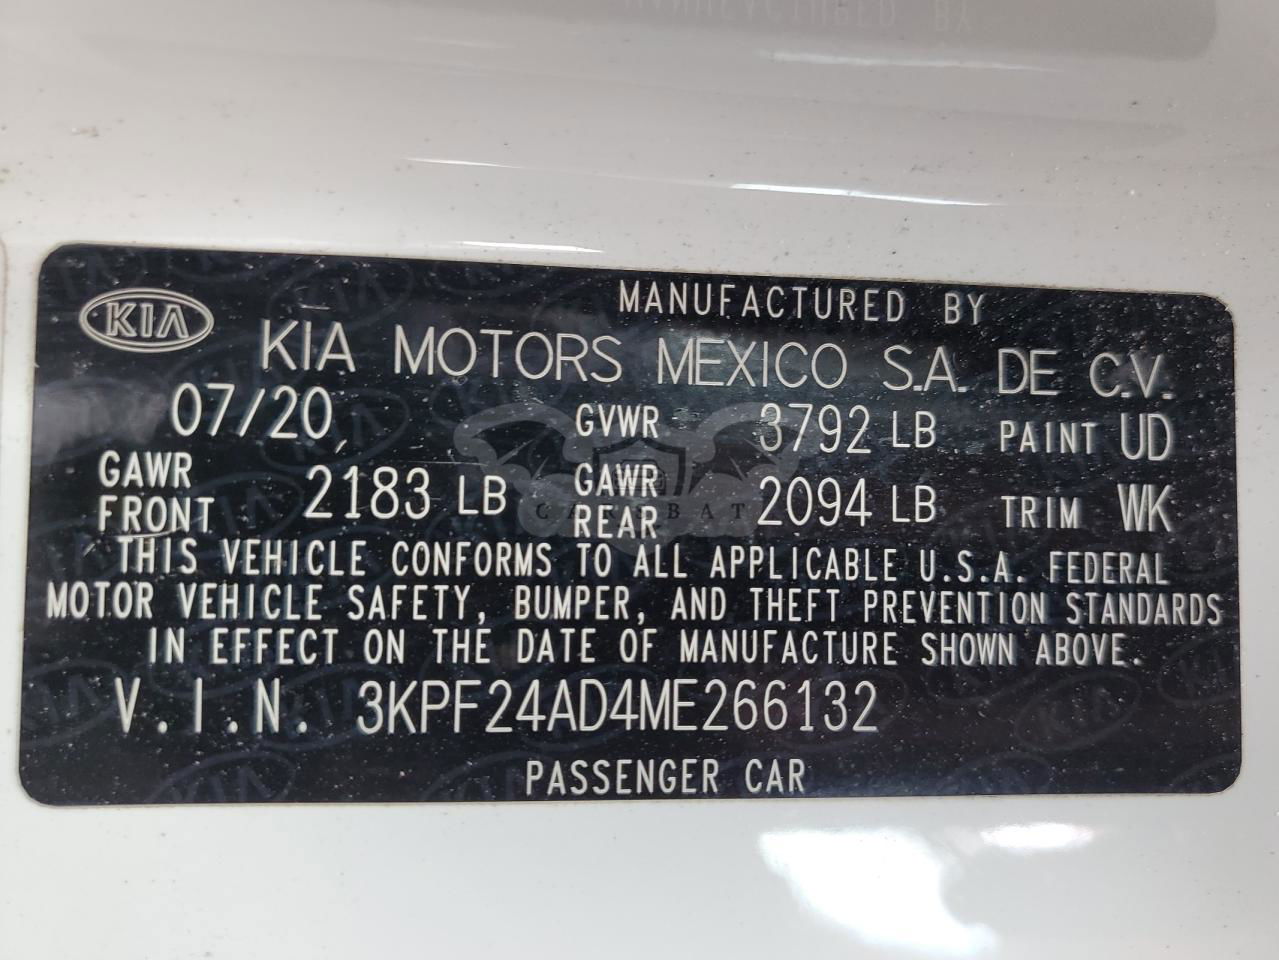 KIA
MANUFACTURED BY
KIA MOTORS MEXICO S.A. DE C.V.
07/20 GVWR 3792 LB PAINT UD
GAWR FRONT 2183 LB GAWR REAR 2094 LB TRIM WK
CARSBAT
THIS VEHICLE CONFORMS TO ALL APPLICABLE U.S.A. FEDERAL
MOTOR VEHICLE SAFETY, BUMPER, AND THEFT PREVENTION STANDARDS
IN EFFECT ON THE DATE OF MANUFACTURE SHOWN ABOVE.
V.I.N. 3KPF24AD4ME266132
PASSENGER CAR